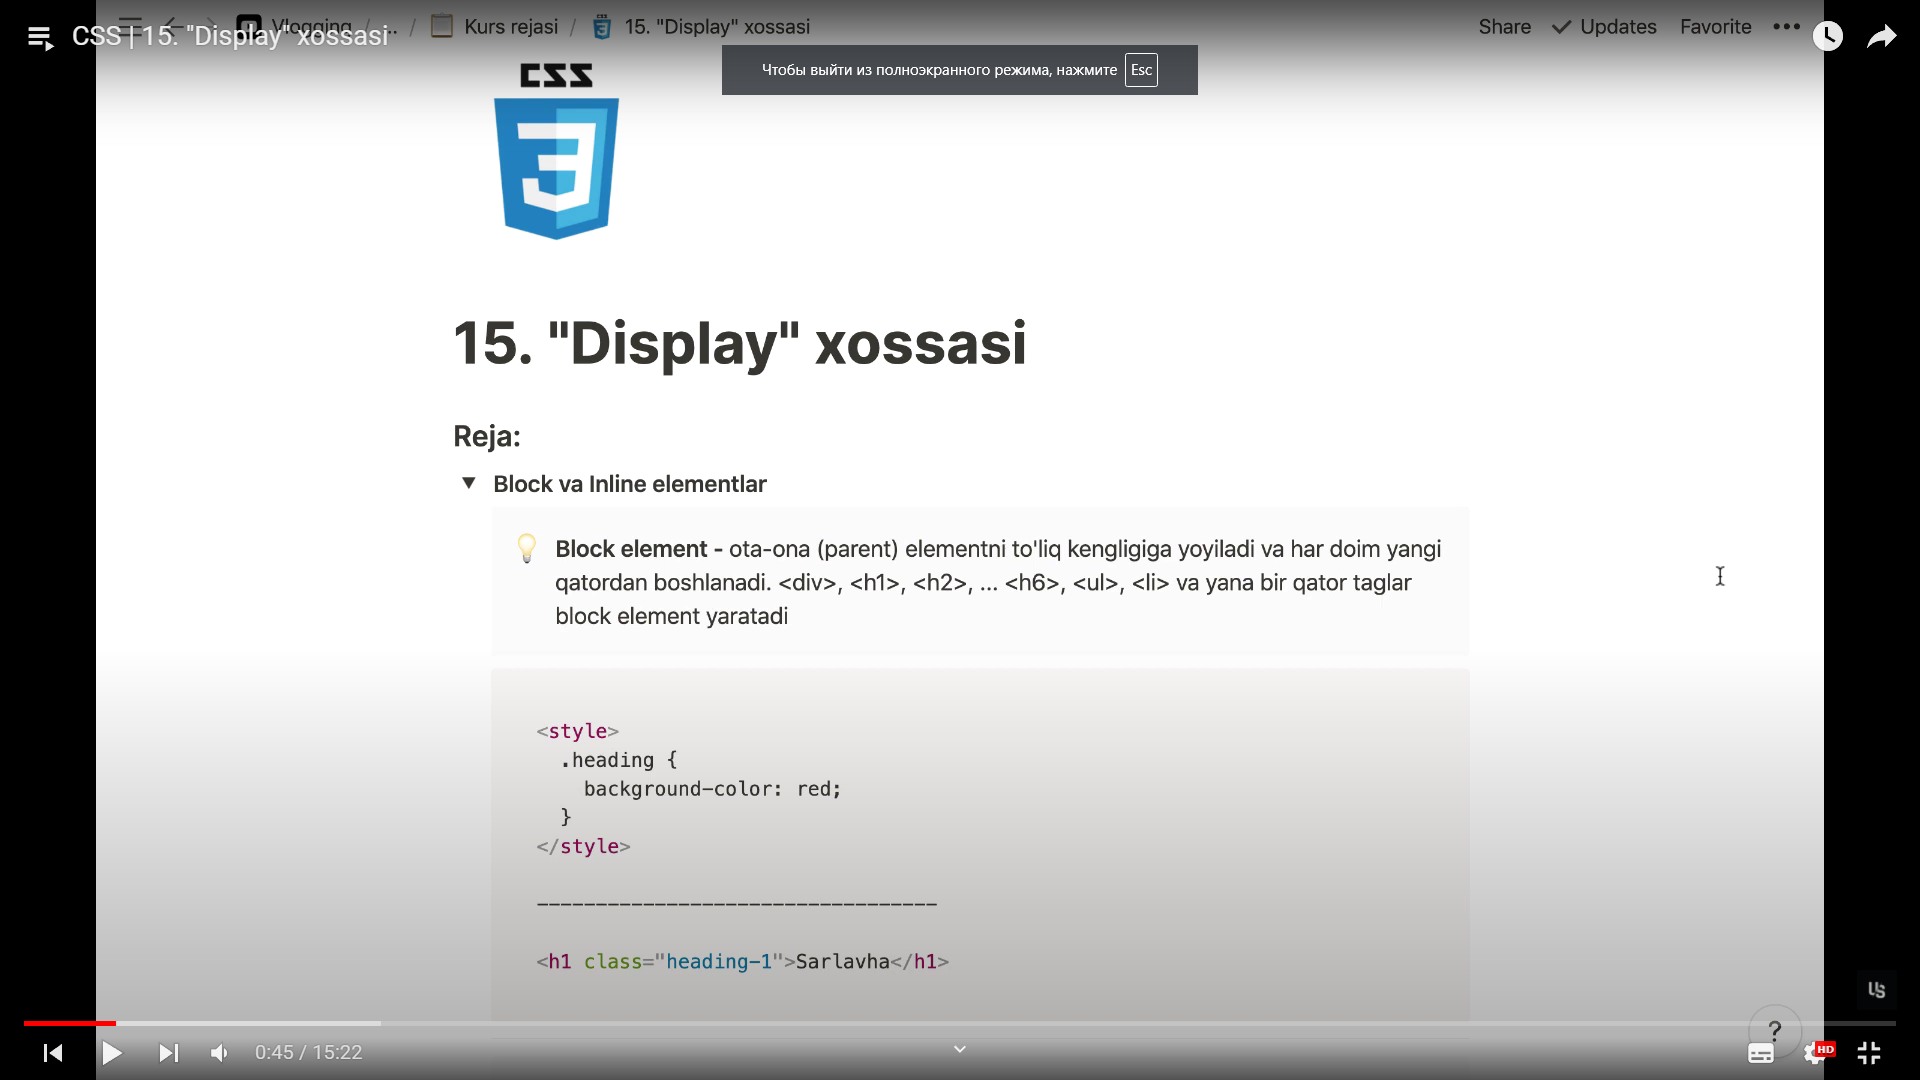 CSS | 15. "Display" xossasi
Vlogging / ... / Kurs rejasi / 15. "Display" xossasi
Share Updates Favorite
Чтобы выйти из полноэкранного режима, нажмите Esc
CSS
15. "Display" xossasi
Reja:
Block va Inline elementlar
Block element - ota-ona (parent) elementni to'liq kengligiga yoyiladi va har doim yangi
qatordan boshlanadi. <div>, <h1>, <h2>, ... <h6>, <ul>, <li> va yana bir qator taglar
block element yaratadi
<style>
.heading {
background-color: red;
}
</style>
----------------------------------
<h1 class="heading-1">Sarlavha</h1>
?
0:45 / 15:22
HD